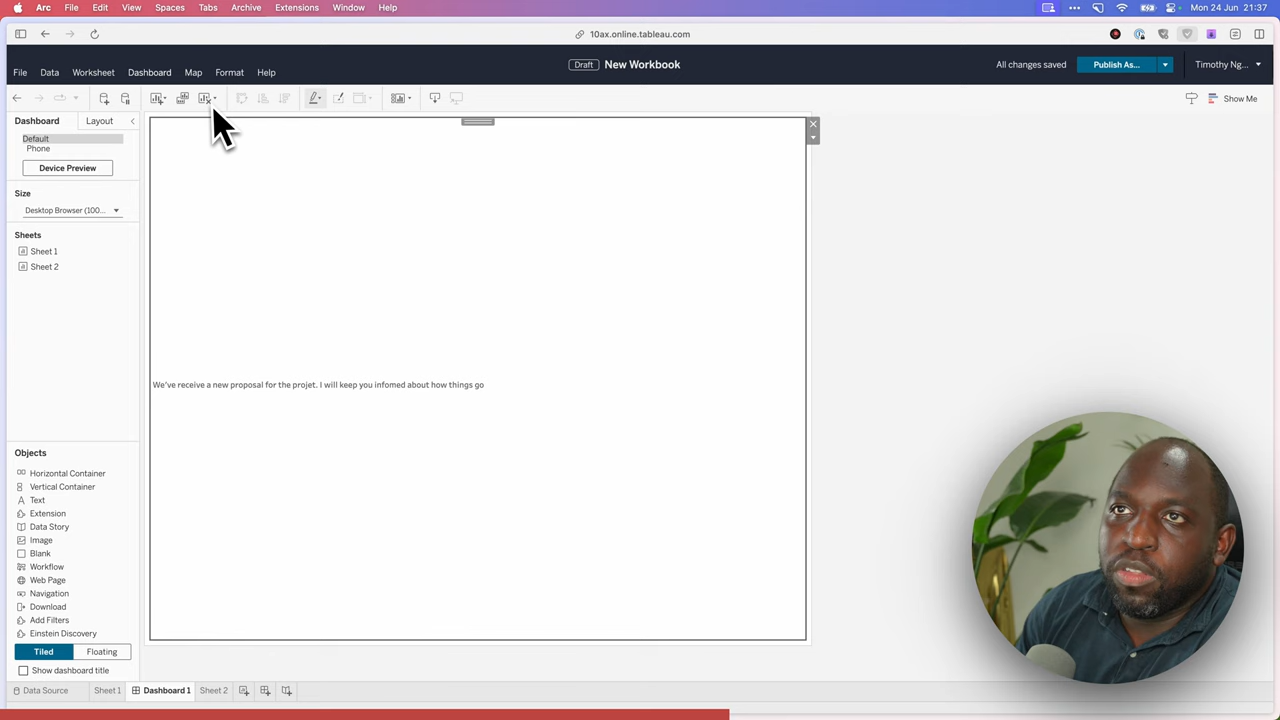 Arc File Edit View Spaces Tabs Archive Extensions Window Help Mon 24 Jun 21:37
10ax.online.tableau.com
Draft New Workbook All changes saved Publish As... Timothy Ng...
File Data Worksheet Dashboard Map Format Help
Show Me
Dashboard Layout
Default
Phone
Device Preview
Size
Desktop Browser (100...
Sheets
Sheet 1
Sheet 2
We've receive a new proposal for the projet. I will keep you infomed about how things go
Objects
Horizontal Container
Vertical Container
Text
Extension
Data Story
Image
Blank
Workflow
Web Page
Navigation
Download
Add Filters
Einstein Discovery
Tiled Floating
Show dashboard title
Data Source Sheet 1 Dashboard 1 Sheet 2